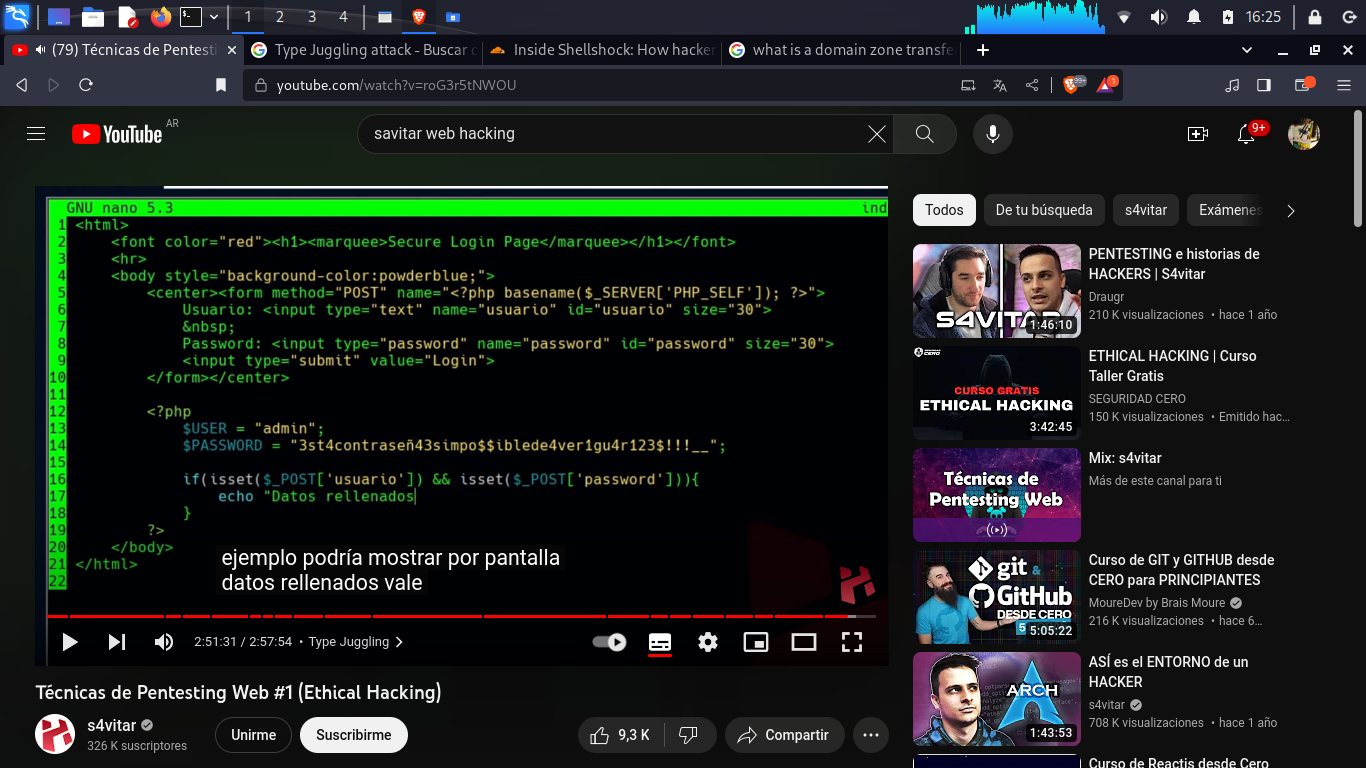 1 2 3 4 16:25
(79) Técnicas de Pentesti
Type Juggling attack - Buscar c
Inside Shellshock: How hacker
what is a domain zone transfe
youtube.com/watch?v=roG3r5tNWOU
99+ 1
YouTube AR
savitar web hacking
9+
GNU nano 5.3 ind
1 <html>
2 <font color="red"><h1><marquee>Secure Login Page</marquee></h1></font>
3 <hr>
4 <body style="background-color:powderblue;">
5 <center><form method="POST" name="<?php basename($_SERVER['PHP_SELF']); ?>">
6 Usuario: <input type="text" name="usuario" id="usuario" size="30">
7 &nbsp;
8 Password: <input type="password" name="password" id="password" size="30">
9 <input type="submit" value="Login">
10 </form></center>
11
12 <?php
13 $USER = "admin";
14 $PASSWORD = "3st4contraseñ43simpo$$iblede4ver1gu4r123$!!!__";
15
16 if(isset($_POST['usuario']) && isset($_POST['password'])){
17 echo "Datos rellenados
18 }
19 ?>
20 </body>
21 </html>
22
ejemplo podría mostrar por pantalla
datos rellenados vale
2:51:31 / 2:57:54 • Type Juggling
Técnicas de Pentesting Web #1 (Ethical Hacking)
s4vitar
326 K suscriptores
Unirme
Suscribirme
9,3 K
Compartir
Todos
De tu búsqueda
s4vitar
Exámenes
S4VITAR
1:46:10
PENTESTING e historias de
HACKERS | S4vitar
Draugr
210 K visualizaciones • hace 1 año
CURSO GRATIS
ETHICAL HACKING
3:42:45
ETHICAL HACKING | Curso
Taller Gratis
SEGURIDAD CERO
150 K visualizaciones • Emitido hac...
Técnicas de
Pentesting Web
Mix: s4vitar
Más de este canal para ti
git &
GitHub
DESDE CERO
5:05:22
Curso de GIT y GITHUB desde
CERO para PRINCIPIANTES
MoureDev by Brais Moure
216 K visualizaciones • hace 6...
ARCH
1:43:53
ASÍ es el ENTORNO de un
HACKER
s4vitar
708 K visualizaciones • hace 1 año
Curso de Reactjs desde Cero